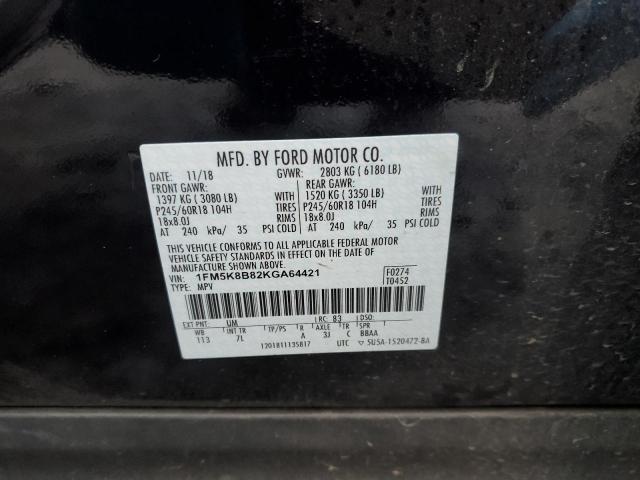 MFD. BY FORD MOTOR CO.
DATE: 11/18 GVWR: 2803 KG ( 6180 LB)
FRONT GAWR: REAR GAWR:
1397 KG ( 3080 LB) WITH 1520 KG ( 3350 LB) WITH
P245/60R18 104H TIRES P245/60R18 104H TIRES
18x8.0J RIMS 18x8.0J RIMS
AT 240 kPa/ 35 PSI COLD AT 240 kPa/ 35 PSI COLD
THIS VEHICLE CONFORMS TO ALL APPLICABLE FEDERAL MOTOR
VEHICLE SAFETY AND BUMPER STANDARDS IN EFFECT ON THE DATE OF
MANUFACTURE SHOWN ABOVE.
VIN: 1FM5K8B82KGA64421 F0274
TYPE: MPV T0452
EXT PNT: UM RC: 83 DSO:
WB INT TR TP/PS R AXLE TR SPR
113 7L A 3J C BBAA
1201811135817 UTC ▽ 5U5A-1520472-BA